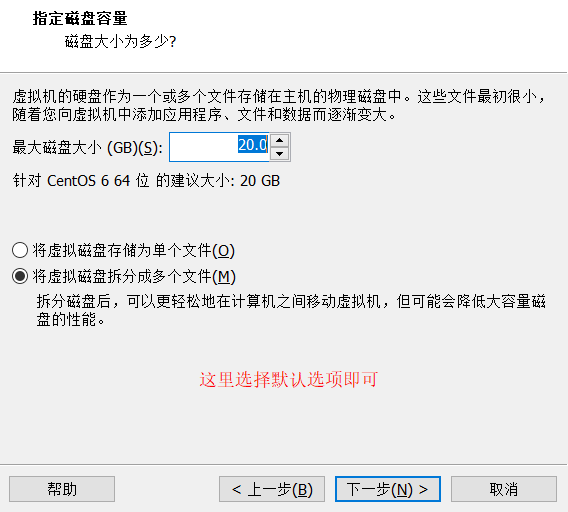 指定磁盘容量
磁盘大小为多少?
虚拟机的硬盘作为一个或多个文件存储在主机的物理磁盘中。这些文件最初很小，
随着您向虚拟机中添加应用程序、文件和数据而逐渐变大。
最大磁盘大小 (GB)(S): 20.0
针对 CentOS 6 64 位 的建议大小: 20 GB
将虚拟磁盘存储为单个文件(O)
将虚拟磁盘拆分成多个文件(M)
拆分磁盘后，可以更轻松地在计算机之间移动虚拟机，但可能会降低大容量磁
盘的性能。
这里选择默认选项即可
帮助 < 上一步(B) 下一步(N) > 取消